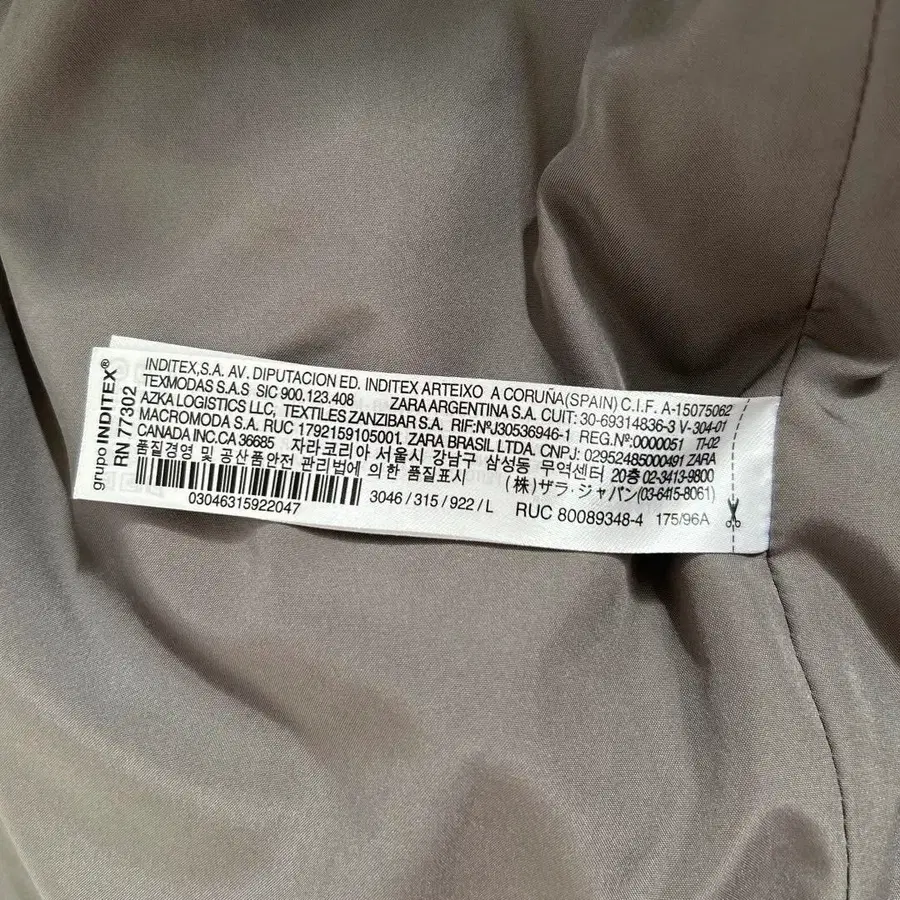 grupo INDITEX®
RN 77302
INDITEX,S.A. AV. DIPUTACION ED. INDITEX ARTEIXO A CORUÑA(SPAIN) C.I.F. A-15075062
TEXMODAS S.A.S SIC 900.123.408 ZARA ARGENTINA S.A. CUIT: 30-69314836-3 V-304-01
AZKA LOGISTICS LLC, TEXTILES ZANZIBAR S.A. RIF:NºJ30536946-1 REG.Nº:0000051 TI-02
MACROMODA S.A. RUC 1792159105001. ZARA BRASIL LTDA. CNPJ: 02952485000491 ZARA
CANADA INC.CA 36685 자라코리아 서울시 강남구 삼성동 무역센터 20층 02-3413-9800
품질경영 및 공산품안전 관리법에 의한 품질표시 (株)ザラ・ジャパン(03-6415-8061)
03046315922047 3046 / 315 / 922 / L RUC 80089348-4 175/96A